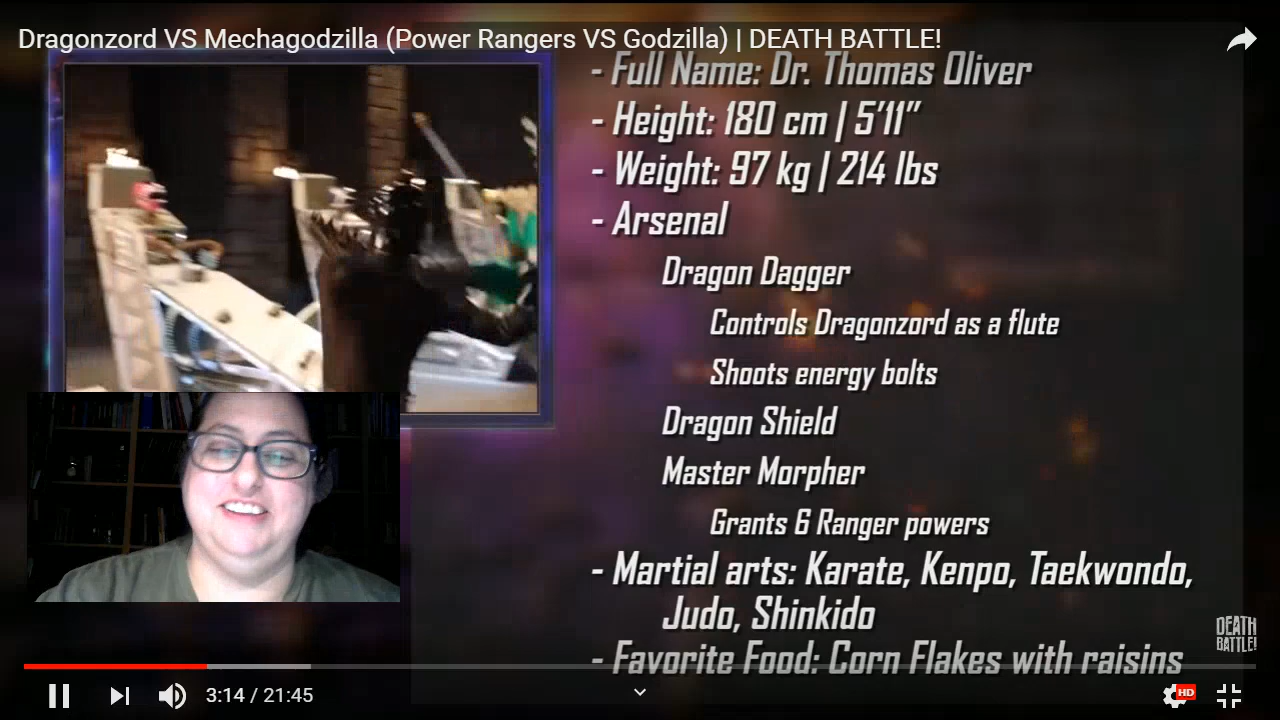 Dragonzord VS Mechagodzilla (Power Rangers VS Godzilla) | DEATH BATTLE!
- Full Name: Dr. Thomas Oliver
- Height: 180 cm | 5'11"
- Weight: 97 kg | 214 lbs
- Arsenal
Dragon Dagger
Controls Dragonzord as a flute
Shoots energy bolts
Dragon Shield
Master Morpher
Grants 6 Ranger powers
- Martial arts: Karate, Kenpo, Taekwondo,
Judo, Shinkido
- Favorite Food: Corn Flakes with raisins
DEATH
BATTLE!
3:14 / 21:45
HD